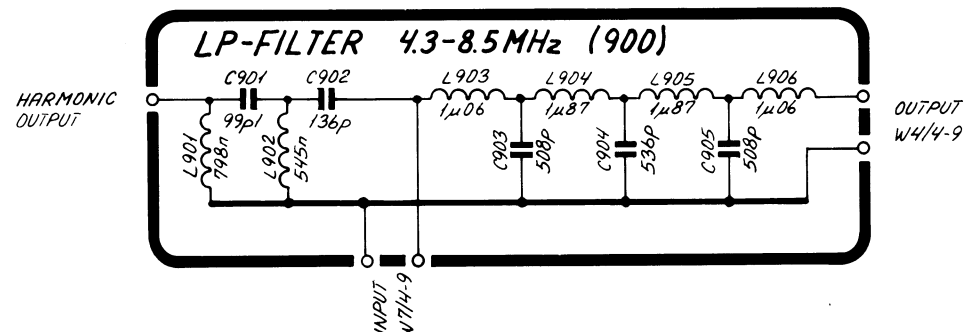 LP-FILTER 4.3-8.5MHz (900)
HARMONIC
OUTPUT
C901
99p1
C902
136p
L903
1µ06
L904
1µ87
L905
1µ87
L906
1µ06
L901
798n
L902
545n
C903
508p
C904
536p
C905
508p
OUTPUT
W4/4-9
INPUT
W7/4-9